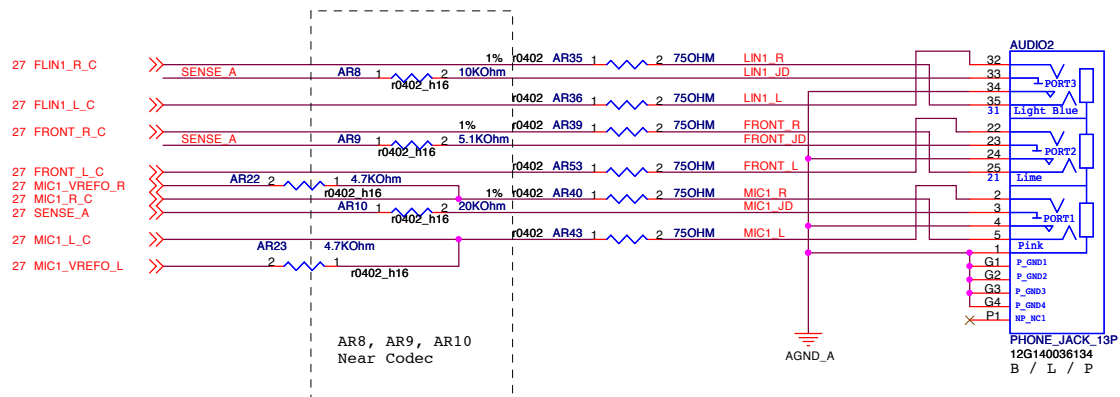 AUDIO2
27 FLIN1_R_C 1% r0402 AR35 1 2 75OHM LIN1_R 32
SENSE_A AR8 1 2 10KOhm LIN1_JD 33
r0402_h16 34 PORT3
27 FLIN1_L_C r0402 AR36 1 2 75OHM LIN1_L 35
31 Light Blue
27 FRONT_R_C 1% r0402 AR39 1 2 75OHM FRONT_R 22
SENSE_A AR9 1 2 5.1KOhm FRONT_JD 23
r0402_h16 24 PORT2
27 FRONT_L_C r0402 AR53 1 2 75OHM FRONT_L 25
27 MIC1_VREFO_R AR22 2 1 4.7KOhm 21 Lime
r0402_h16
27 MIC1_R_C 1% r0402 AR40 1 2 75OHM MIC1_R 2
27 SENSE_A AR10 1 2 20KOhm MIC1_JD 3
r0402_h16 4 PORT1
27 MIC1_L_C r0402 AR43 1 2 75OHM MIC1_L 5
AR23 4.7KOhm 1 Pink
27 MIC1_VREFO_L 2 1 G1 P_GND1
r0402_h16 G2 P_GND2
G3 P_GND3
G4 P_GND4
P1 NP_NC1
AR8, AR9, AR10
Near Codec
AGND_A
PHONE_JACK_13P
12G140036134
B / L / P